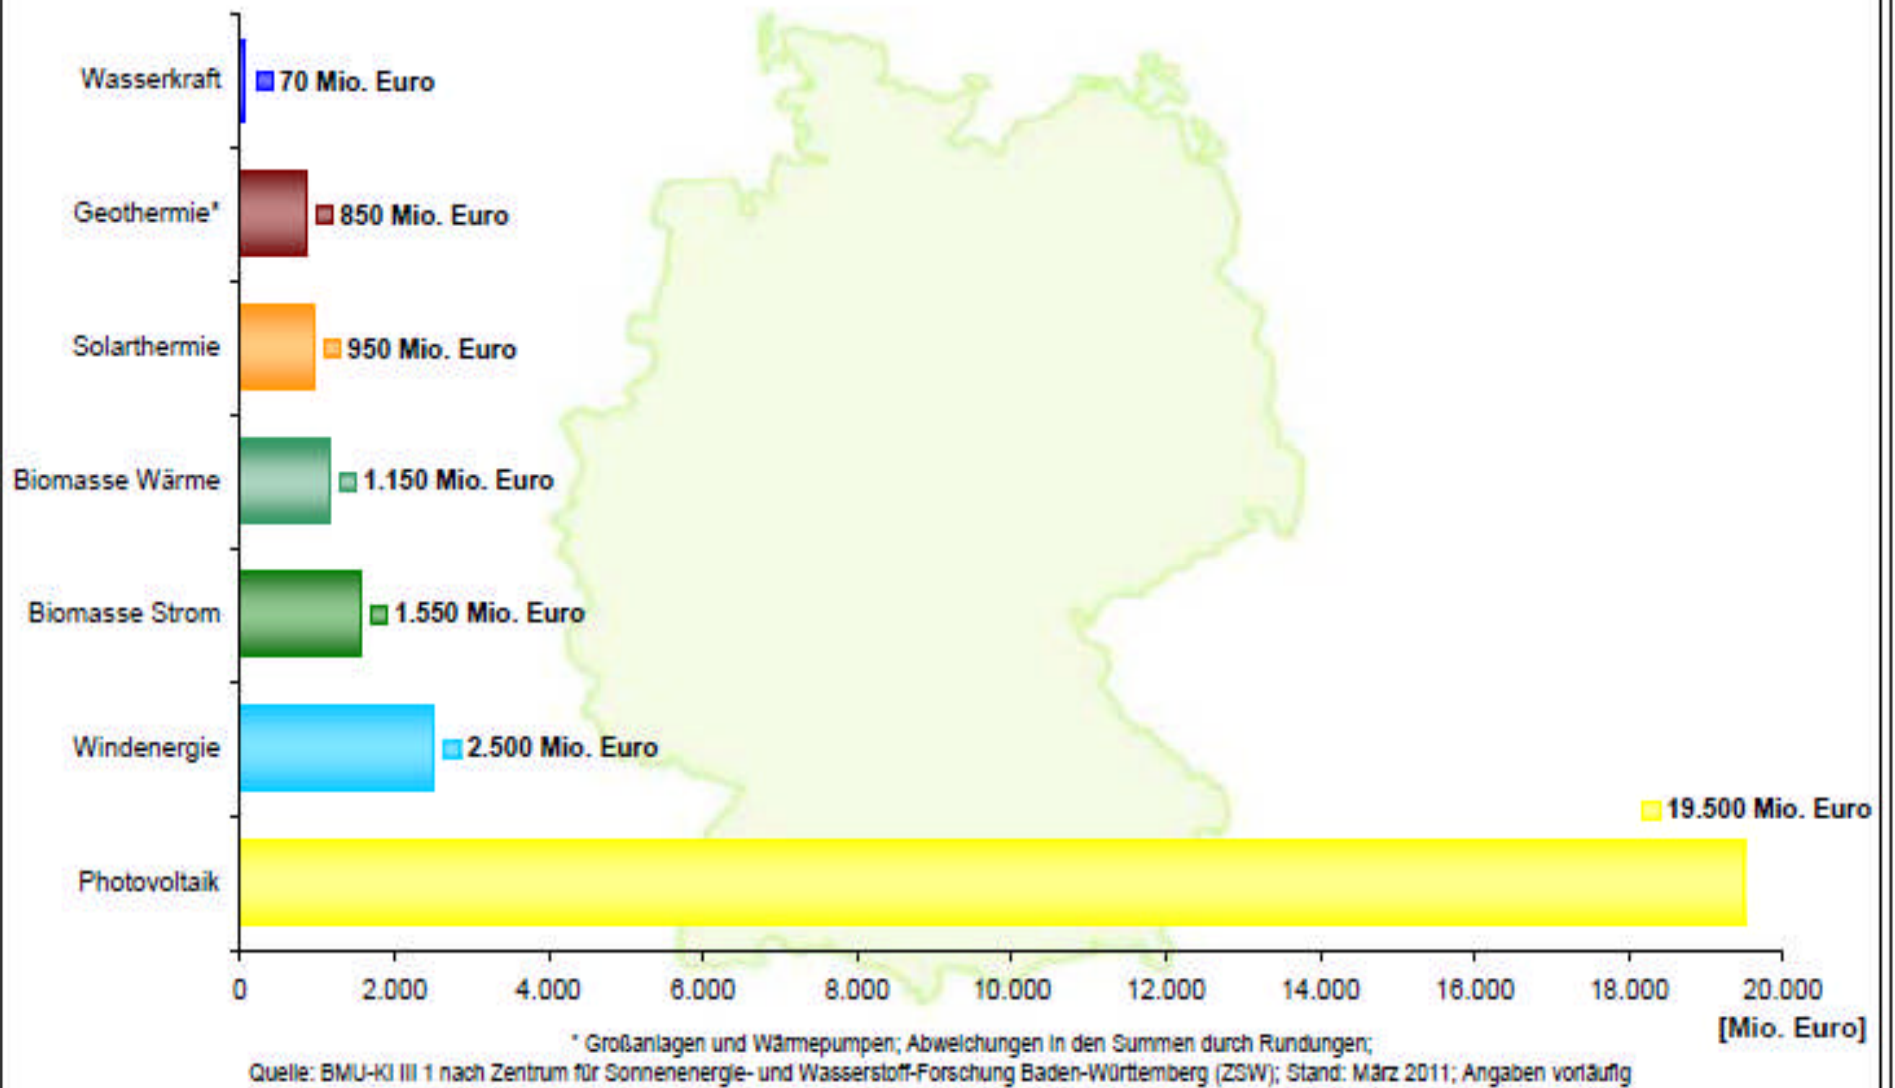 Wasserkraft 70 Mio. Euro
Geothermie* 850 Mio. Euro
Solarthermie 950 Mio. Euro
Biomasse Wärme 1.150 Mio. Euro
Biomasse Strom 1.550 Mio. Euro
Windenergie 2.500 Mio. Euro
19.500 Mio. Euro
Photovoltaik
0 2.000 4.000 6.000 8.000 10.000 12.000 14.000 16.000 18.000 20.000
[Mio. Euro]
* Großanlagen und Wärmepumpen; Abweichungen in den Summen durch Rundungen;
Quelle: BMU-KI III 1 nach Zentrum für Sonnenenergie- und Wasserstoff-Forschung Baden-Württemberg (ZSW); Stand: März 2011; Angaben vorläufig